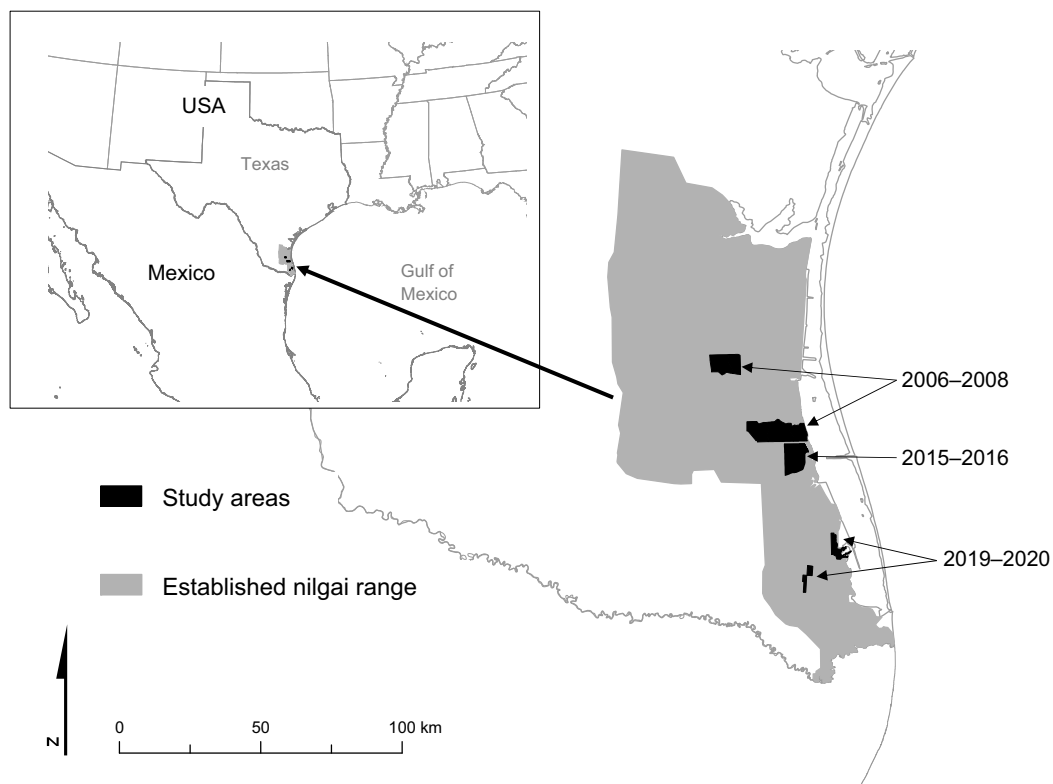 USA
Texas
Mexico
Gulf of
Mexico
2006–2008
2015–2016
2019–2020
Study areas
Established nilgai range
N
0 50 100 km